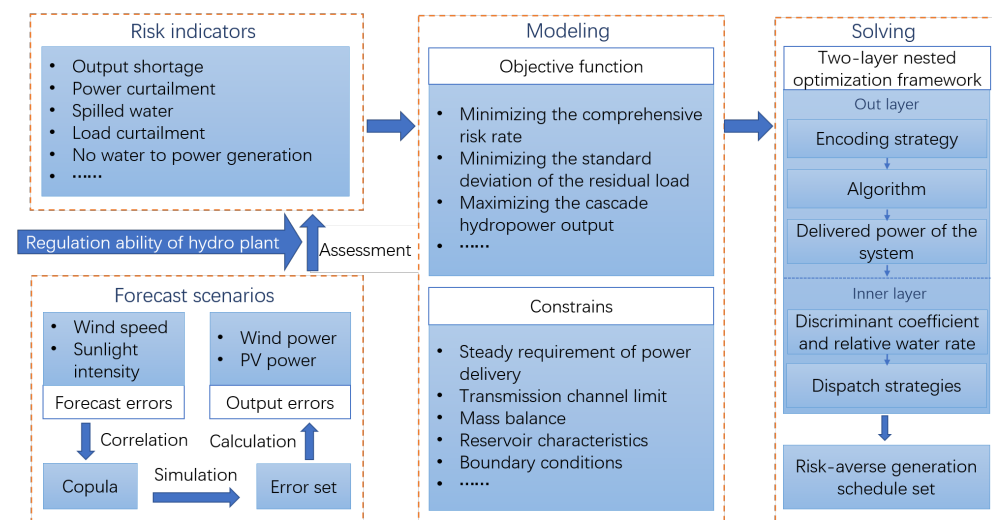 Risk indicators
• Output shortage
• Power curtailment
• Spilled water
• Load curtailment
• No water to power generation
• ······
Regulation ability of hydro plant
Assessment
Forecast scenarios
• Wind speed
• Sunlight
intensity
Forecast errors
• Wind power
• PV power
Output errors
Correlation
Calculation
Simulation
Copula
Error set
Modeling
Objective function
• Minimizing the comprehensive
risk rate
• Minimizing the standard
deviation of the residual load
• Maximizing the cascade
hydropower output
• ······
Constrains
• Steady requirement of power
delivery
• Transmission channel limit
• Mass balance
• Reservoir characteristics
• Boundary conditions
• ······
Solving
Two-layer nested
optimization framework
Out layer
Encoding strategy
Algorithm
Delivered power of the
system
Inner layer
Discriminant coefficient
and relative water rate
Dispatch strategies
Risk-averse generation
schedule set